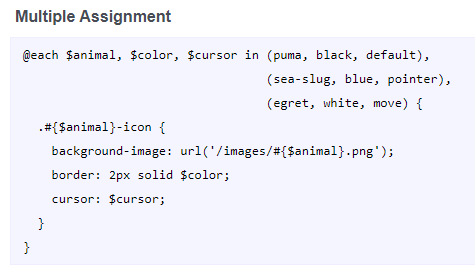 Multiple Assignment
@each $animal, $color, $cursor in (puma, black, default),
(sea-slug, blue, pointer),
(egret, white, move) {
.#{$animal}-icon {
background-image: url('/images/#{$animal}.png');
border: 2px solid $color;
cursor: $cursor;
}
}